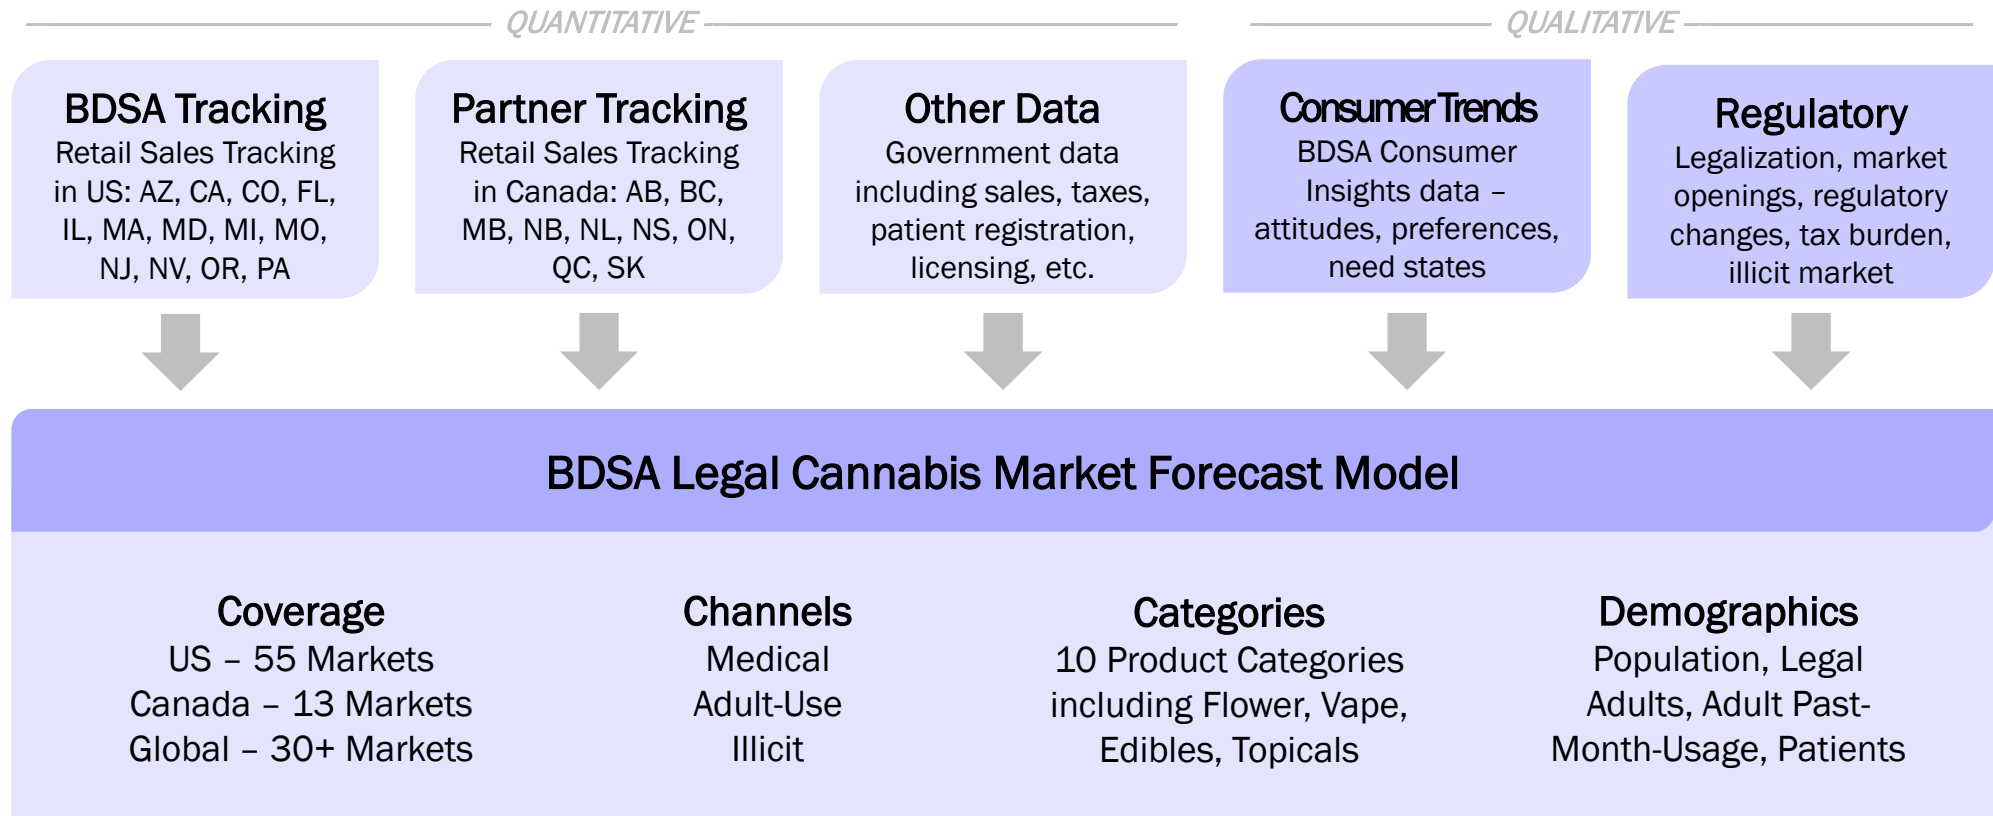 QUANTITATIVE
QUALITATIVE
BDSA Tracking
Retail Sales Tracking
in US: AZ, CA, CO, FL,
IL, MA, MD, MI, MO,
NJ, NV, OR, PA
Partner Tracking
Retail Sales Tracking
in Canada: AB, BC,
MB, NB, NL, NS, ON,
QC, SK
Other Data
Government data
including sales, taxes,
patient registration,
licensing, etc.
Consumer Trends
BDSA Consumer
Insights data –
attitudes, preferences,
need states
Regulatory
Legalization, market
openings, regulatory
changes, tax burden,
illicit market
BDSA Legal Cannabis Market Forecast Model
Coverage
US – 55 Markets
Canada – 13 Markets
Global – 30+ Markets
Channels
Medical
Adult-Use
Illicit
Categories
10 Product Categories
including Flower, Vape,
Edibles, Topicals
Demographics
Population, Legal
Adults, Adult Past-
Month-Usage, Patients